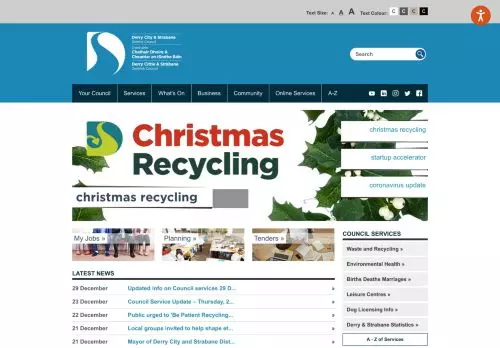 Text Size: A A A Text Colour: C C C C
Derry City & Strabane
District Council
Comhairle
Chathair Dhoire &
Cheantar an tSratha Báin
Derry Cittie & Stràbane
Destrict Cooncil
Search
Your Council Services What's On Business Community Online Services A-Z
Christmas
Recycling
christmas recycling
christmas recycling
startup accelerator
coronavirus update
My Jobs » Planning » Tenders »
LATEST NEWS
29 December Updated info on Council services 29 D... »
23 December Council Service Update – Thursday, 2... »
22 December Public urged to 'Be Patient Recycling... »
21 December Local groups invited to help shape st... »
21 December Mayor of Derry City and Strabane Dist... »
COUNCIL SERVICES
Waste and Recycling »
Environmental Health »
Births Deaths Marriages »
Leisure Centres »
Dog Licensing Info »
Derry & Strabane Statistics »
A - Z of Services